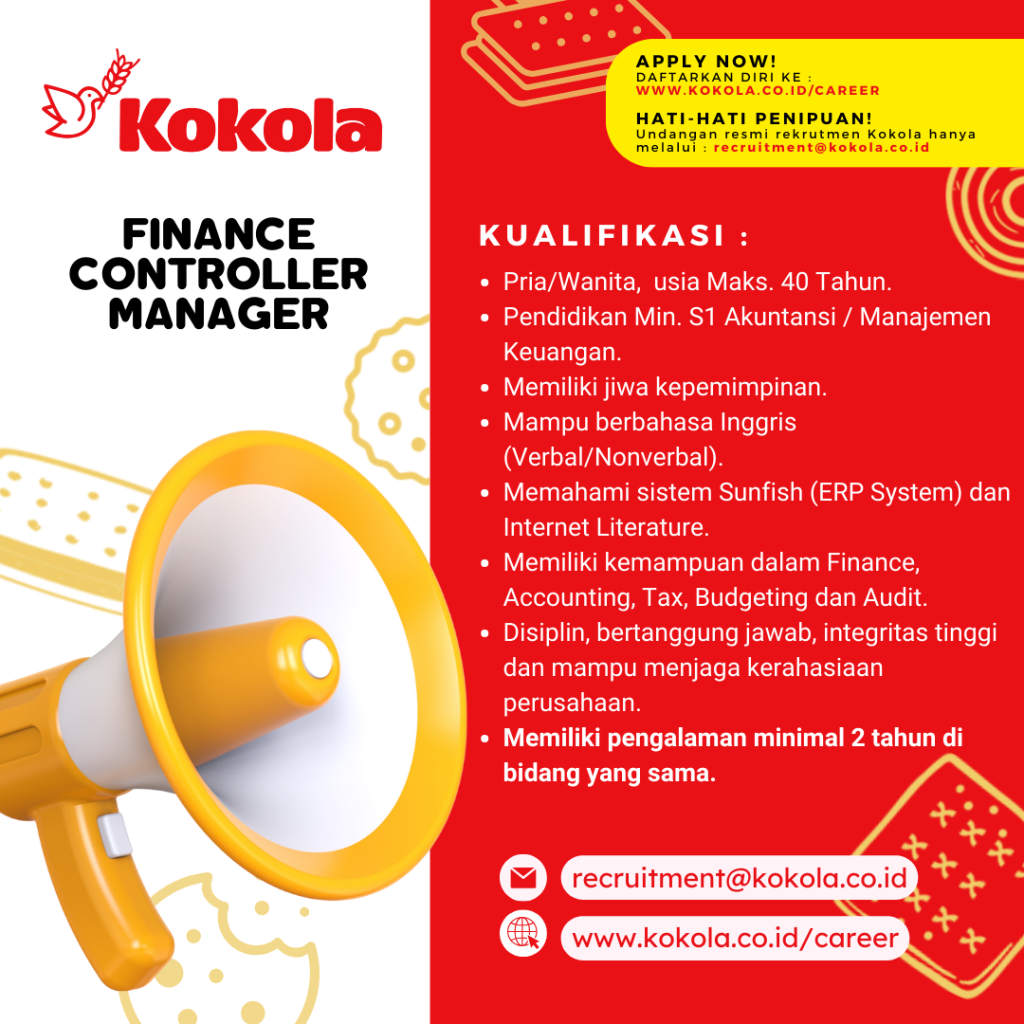 Kokola
FINANCE
CONTROLLER
MANAGER
APPLY NOW!
DAFTARKAN DIRI KE :
WWW.KOKOLA.CO.ID/CAREER
HATI-HATI PENIPUAN!
Undangan resmi rekrutmen Kokola hanya
melalui : recruitment@kokola.co.id
KUALIFIKASI :
• Pria/Wanita, usia Maks. 40 Tahun.
• Pendidikan Min. S1 Akuntansi / Manajemen
Keuangan.
• Memiliki jiwa kepemimpinan.
• Mampu berbahasa Inggris
(Verbal/Nonverbal).
• Memahami sistem Sunfish (ERP System) dan
Internet Literature.
• Memiliki kemampuan dalam Finance,
Accounting, Tax, Budgeting dan Audit.
• Disiplin, bertanggung jawab, integritas tinggi
dan mampu menjaga kerahasiaan
perusahaan.
• Memiliki pengalaman minimal 2 tahun di
bidang yang sama.
recruitment@kokola.co.id
www.kokola.co.id/career